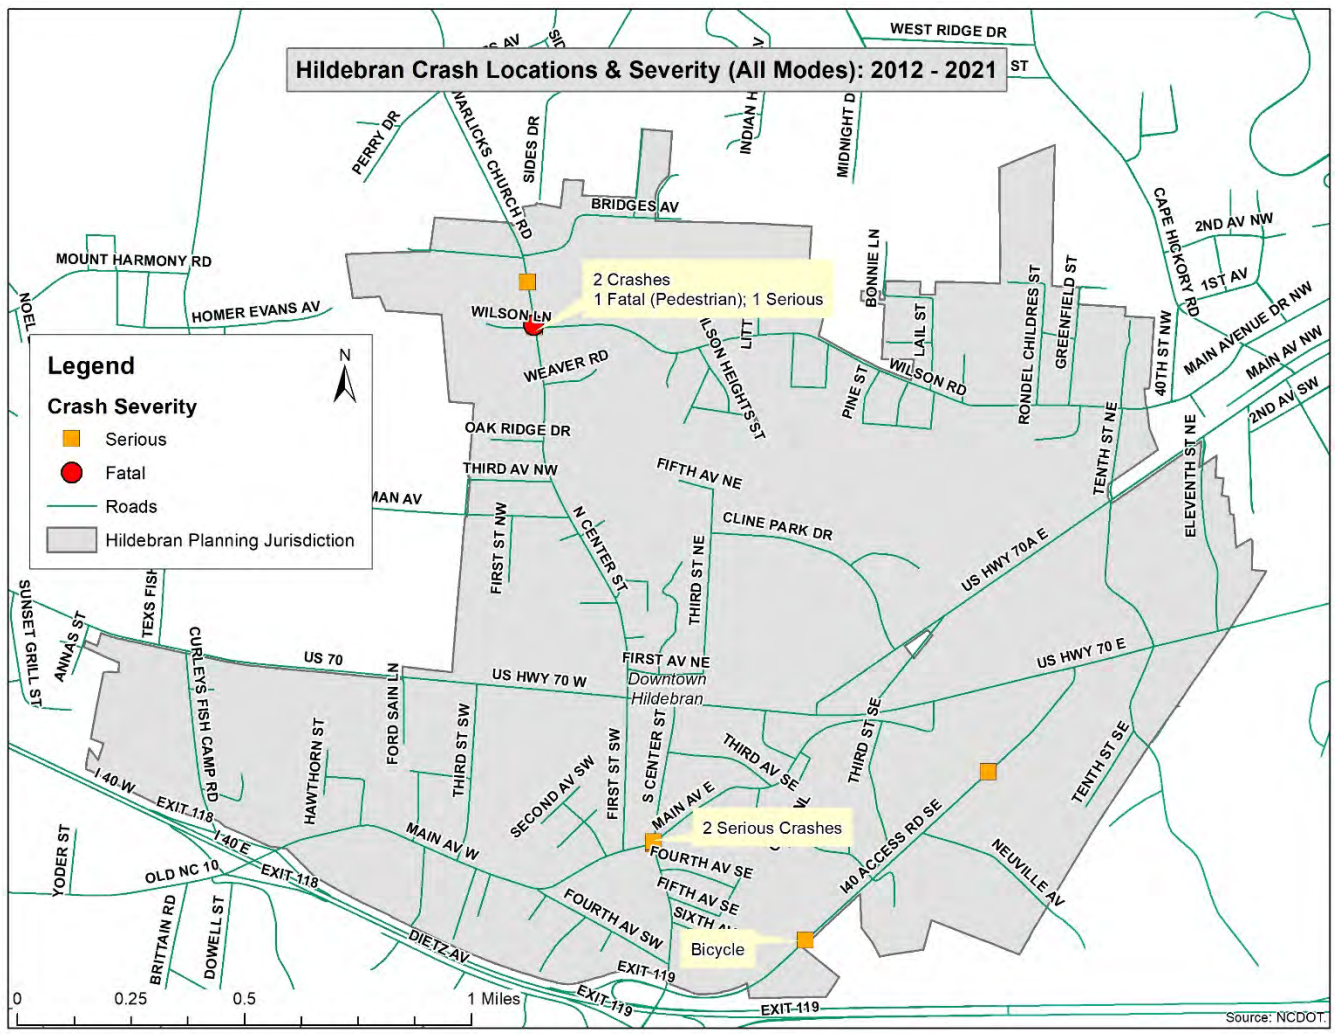 WEST RIDGE DR
Hildebran Crash Locations & Severity (All Modes): 2012 - 2021
ST
AV
PERRY DR
WARLICKS CHURCH RD
SIDES DR
INDIAN H
MIDNIGHT D
BRIDGES AV
CAPE HICKORY RD
2ND AV NW
MOUNT HARMONY RD
BONNIE LN
1ST AV
2 Crashes
1 Fatal (Pedestrian); 1 Serious
HOMER EVANS AV
NOEL
WILSON LN
LITT
LAIL ST
RONDEL CHILDRESS ST
GREENFIELD ST
40TH ST NW
MAIN AVENUE DR NW
MAIN AV NW
2ND AV SW
WEAVER RD
ILSON HEIGHTS ST
PINE ST
WILSON RD
Legend
N
Crash Severity
Serious
Fatal
Roads
Hildebran Planning Jurisdiction
OAK RIDGE DR
THIRD AV NW
MAN AV
FIFTH AV NE
TENTH ST NE
ELEVENTH ST NE
CLINE PARK DR
N CENTER ST
FIRST ST NW
THIRD ST NE
US HWY 70A E
SUNSET GRILL ST
ANNAS ST
TEXS FISH
CURLEYS FISH CAMP RD
US 70
FORD SAIN LN
US HWY 70 W
FIRST AV NE
Downtown
Hildebran
US HWY 70 E
HAWTHORN ST
THIRD ST SW
FIRST ST SW
S CENTER ST
THIRD ST SE
TENTH ST SE
SECOND AV SW
THIRD AV SE
MAIN AV E
I 40 W
EXIT 118
I 40 E
EXIT 118
MAIN AV W
2 Serious Crashes
NL
FOURTH AV SE
FIFTH AV SE
SIXTH AV
I40 ACCESS RD SE
NEUVILLE AV
YODER ST
OLD NC 10
BRITTAIN RD
DOWELL ST
FOURTH AV SW
DIETZ AV
Bicycle
EXIT 119
EXIT 119
EXIT 119
0 0.25 0.5 1 Miles
Source: NCDOT.